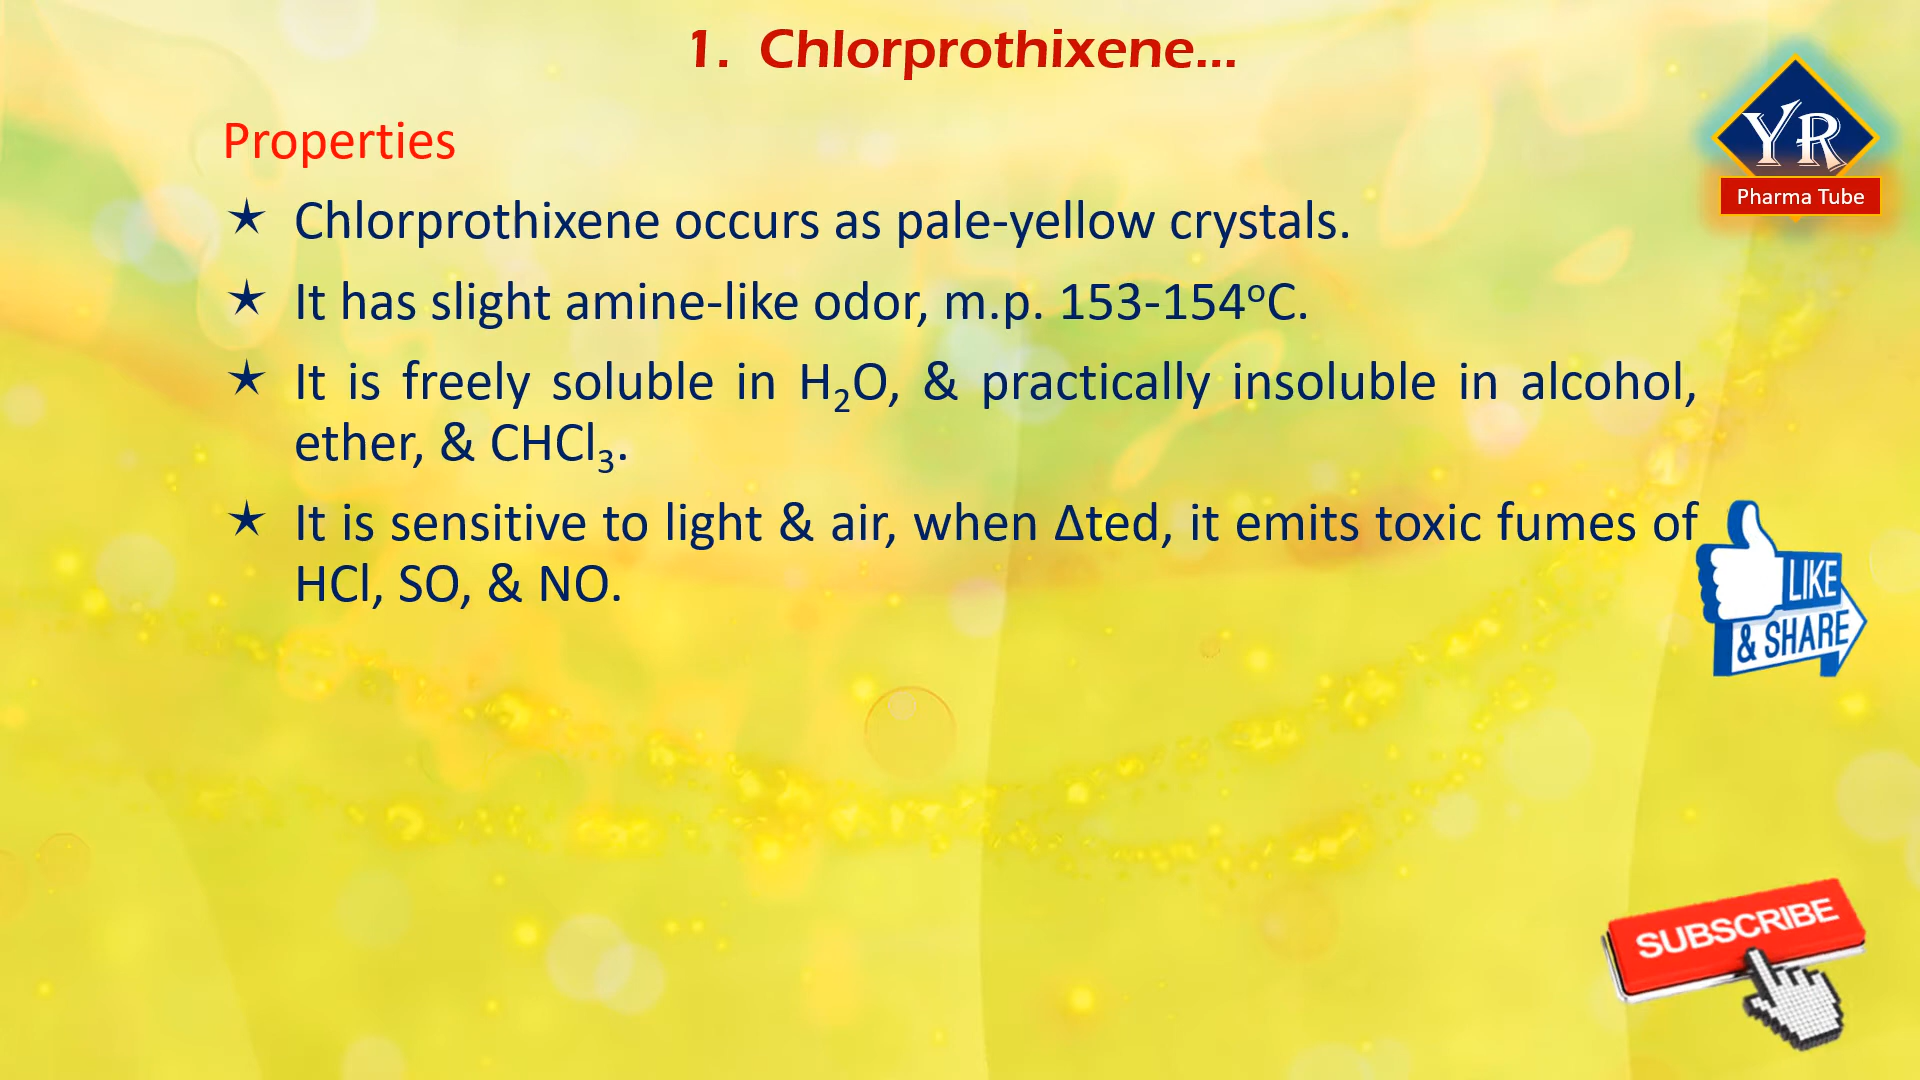 1. Chlorprothixene...
YR
Pharma Tube
Properties
★ Chlorprothixene occurs as pale-yellow crystals.
★ It has slight amine-like odor, m.p. 153-154ºC.
★ It is freely soluble in H₂O, & practically insoluble in alcohol,
ether, & CHCl₃.
★ It is sensitive to light & air, when Δted, it emits toxic fumes of
HCl, SO, & NO.
LIKE
& SHARE
SUBSCRIBE